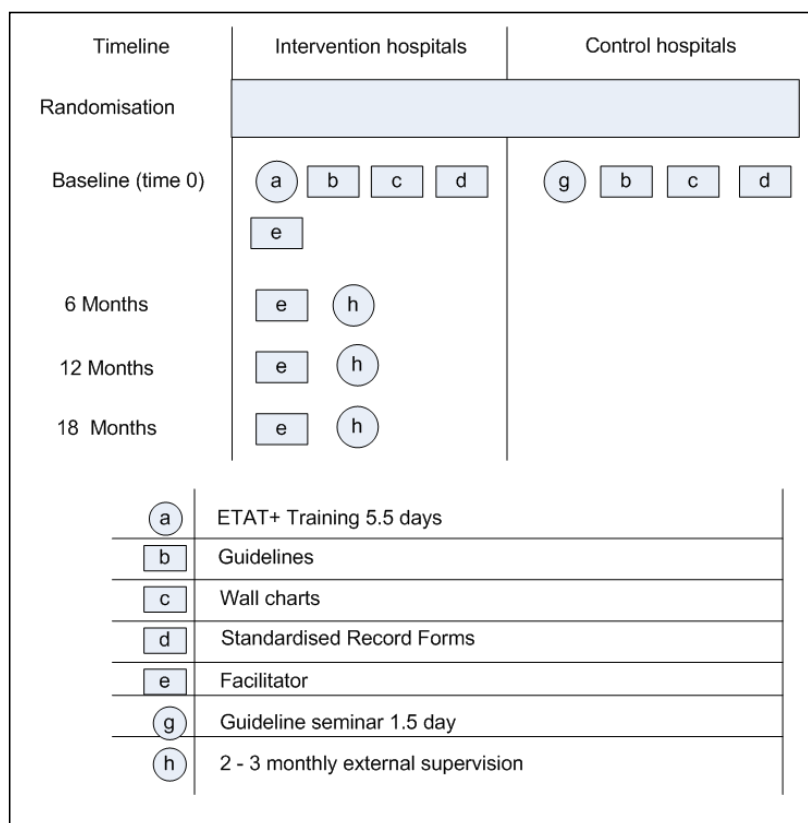 Timeline Intervention hospitals Control hospitals
Randomisation
Baseline (time 0) a b c d g b c d
e
6 Months e h
12 Months e h
18 Months e h
a ETAT+ Training 5.5 days
b Guidelines
c Wall charts
d Standardised Record Forms
e Facilitator
g Guideline seminar 1.5 day
h 2 - 3 monthly external supervision